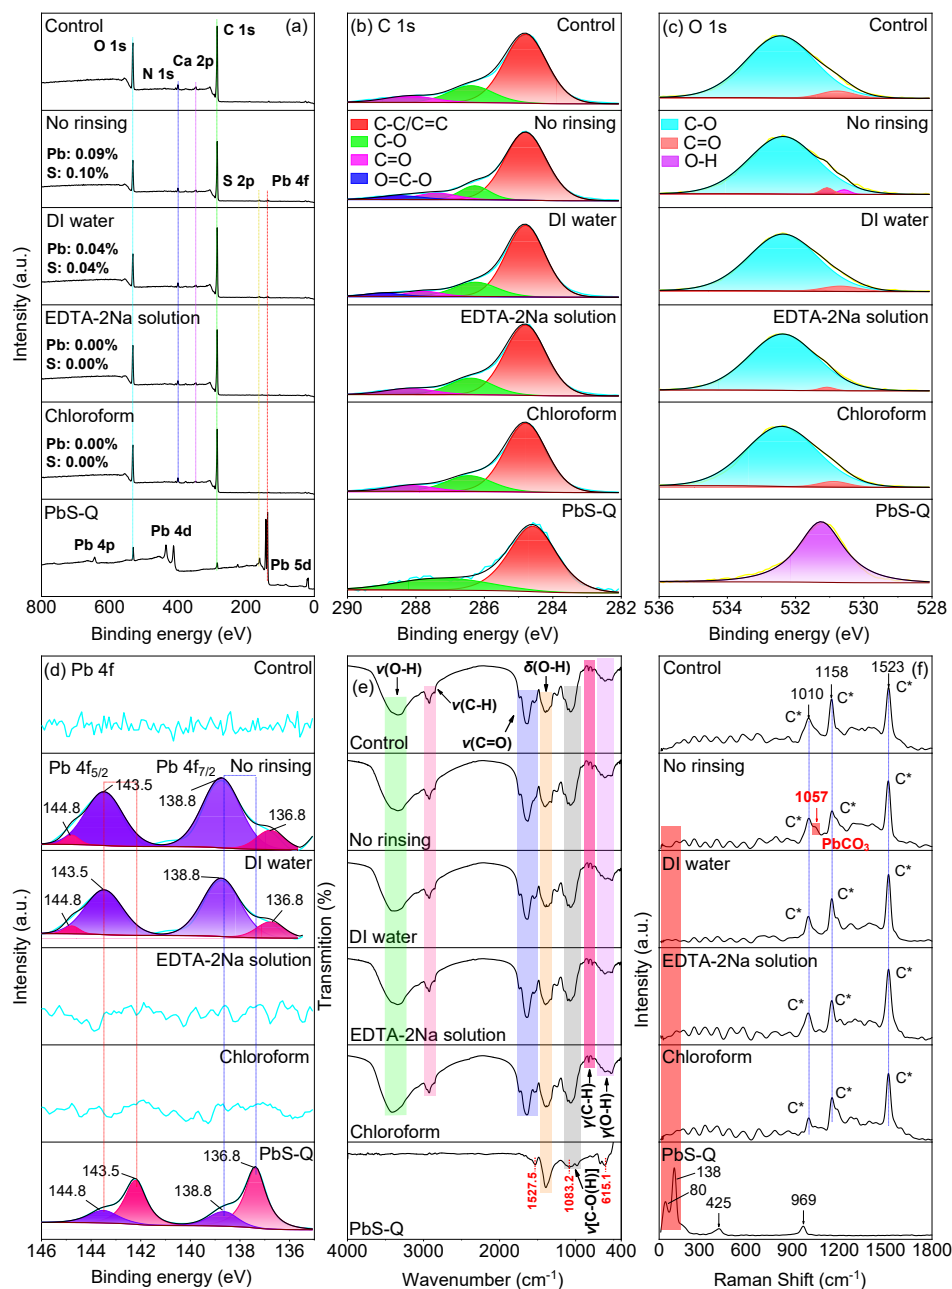 Control
(a)
C 1s
O 1s
Ca 2p
N 1s
No rinsing
Pb: 0.09%
S: 0.10%
S 2p
Pb 4f
DI water
Pb: 0.04%
S: 0.04%
EDTA-2Na solution
Pb: 0.00%
S: 0.00%
Chloroform
Pb: 0.00%
S: 0.00%
PbS-Q
Pb 4d
Pb 4p
Pb 5d
800 600 400 200 0
Binding energy (eV)
Intensity (a.u.)
(b) C 1s
Control
C-C/C=C
C-O
C=O
O=C-O
No rinsing
DI water
EDTA-2Na solution
Chloroform
PbS-Q
290 288 286 284 282
Binding energy (eV)
(c) O 1s
Control
C-O
C=O
O-H
No rinsing
DI water
EDTA-2Na solution
Chloroform
PbS-Q
536 534 532 530 528
Binding energy (eV)
(d) Pb 4f
Control
Pb 4f5/2
Pb 4f7/2
No rinsing
143.5
138.8
144.8
136.8
DI water
143.5
138.8
144.8
136.8
EDTA-2Na solution
Chloroform
PbS-Q
143.5
136.8
144.8
138.8
146 144 142 140 138 136
Binding energy (eV)
Intensity (a.u.)
(e)
ν(O-H)
δ(O-H)
ν(C-H)
ν(C=O)
Control
No rinsing
DI water
EDTA-2Na solution
Chloroform
γ(C-H)
γ(O-H)
1527.5
1083.2
ν[C-O(H)]
615.1
PbS-Q
4000 3000 2000 1000 400
Wavenumber (cm⁻¹)
Transmition (%)
Control
(f)
1010
1158
1523
C*
C*
C*
No rinsing
1057
PbCO₃
C*
C*
C*
DI water
C*
C*
C*
EDTA-2Na solution
C*
C*
C*
Chloroform
C*
C*
C*
PbS-Q
138
80
425
969
0 300 600 900 1200 1500 1800
Raman Shift (cm⁻¹)
Intensity (a.u.)